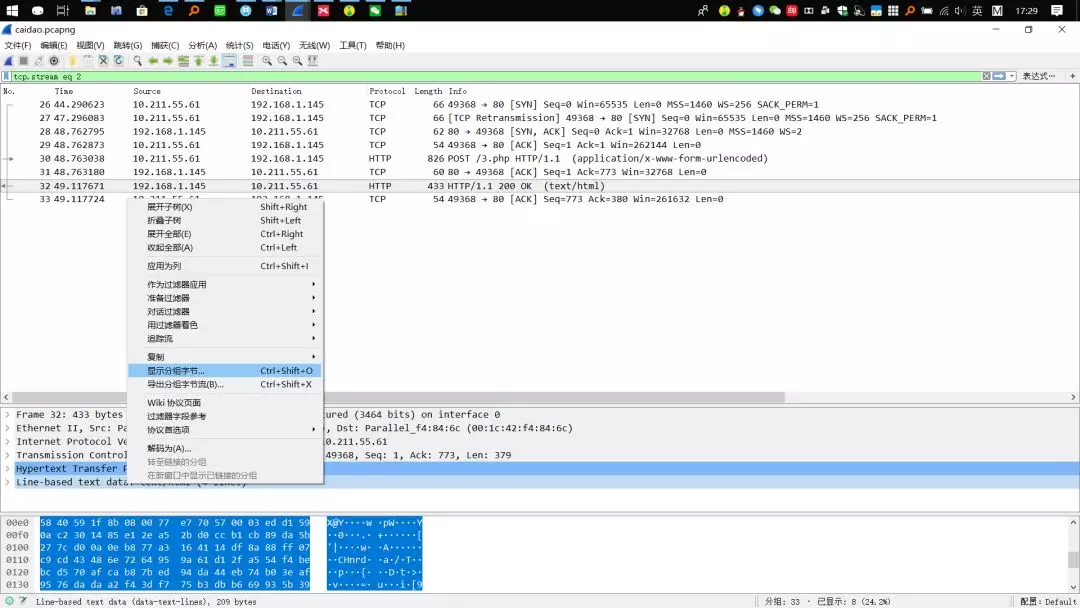 17:29
caidao.pcapng
文件(F) 编辑(E) 视图(V) 跳转(G) 捕获(C) 分析(A) 统计(S) 电话(Y) 无线(W) 工具(T) 帮助(H)
tcp.stream eq 2 表达式… +
No. Time Source Destination Protocol Length Info
26 44.290623 10.211.55.61 192.168.1.145 TCP 66 49368 → 80 [SYN] Seq=0 Win=65535 Len=0 MSS=1460 WS=256 SACK_PERM=1
27 47.296083 10.211.55.61 192.168.1.145 TCP 66 [TCP Retransmission] 49368 → 80 [SYN] Seq=0 Win=65535 Len=0 MSS=1460 WS=256 SACK_PERM=1
28 48.762795 192.168.1.145 10.211.55.61 TCP 62 80 → 49368 [SYN, ACK] Seq=0 Ack=1 Win=32768 Len=0 MSS=1460 WS=2
29 48.762873 10.211.55.61 192.168.1.145 TCP 54 49368 → 80 [ACK] Seq=1 Ack=1 Win=262144 Len=0
30 48.763038 10.211.55.61 192.168.1.145 HTTP 826 POST /3.php HTTP/1.1 (application/x-www-form-urlencoded)
31 48.763180 192.168.1.145 10.211.55.61 TCP 60 80 → 49368 [ACK] Seq=1 Ack=773 Win=32768 Len=0
32 49.117671 192.168.1.145 10.211.55.61 HTTP 433 HTTP/1.1 200 OK (text/html)
33 49.117724 TCP 54 49368 → 80 [ACK] Seq=773 Ack=380 Win=261632 Len=0
展开子树(X) Shift+Right
折叠子树 Shift+Left
展开全部(E) Ctrl+Right
收起全部(A) Ctrl+Left
应用为列 Ctrl+Shift+I
作为过滤器应用
准备过滤器
对话过滤器
用过滤器着色
追踪流
复制
显示分组字节… Ctrl+Shift+O
导出分组字节流(B)… Ctrl+Shift+X
Wiki 协议页面
过滤器字段参考
协议首选项
解码为(A)…
转至链接的分组
在新窗口中显示已链接的分组
Frame 32: 433 bytes tured (3464 bits) on interface 0
Ethernet II, Src: Pa , Dst: Parallel_f4:84:6c (00:1c:42:f4:84:6c)
Internet Protocol Ve 0.211.55.61
Transmission Control 49368, Seq: 1, Ack: 773, Len: 379
Hypertext Transfer P
Line-based text data: text/html (4 lines)
00e0 58 40 59 1f 8b 08 00 77 e7 70 57 00 03 ed d1 59 X@Y····w ·pW····Y
00f0 0a c2 30 14 85 e1 2e a5 2b d0 cc b1 cb 89 da 5b ··0···.· +······[
0100 27 7c d0 0a 0e b8 77 a3 16 41 14 df 8a 88 ff 07 '|····w· ·A······
0110 c9 cd 43 48 6e 72 64 95 9a 61 d1 2f a5 54 f4 be ··CHnrd· ·a·/·T··
0120 bc d5 70 af ca b8 7b ed 94 da 44 eb 74 b0 3e af ··p···{· ··D·t·>·
0130 95 76 da da a2 f4 3d f7 75 b3 db b6 69 93 5b 39 ·v····=· u···i·[9
Line-based text data (data-text-lines), 209 bytes 分组: 33 · 已显示: 8 (24.2%) 配置: Default